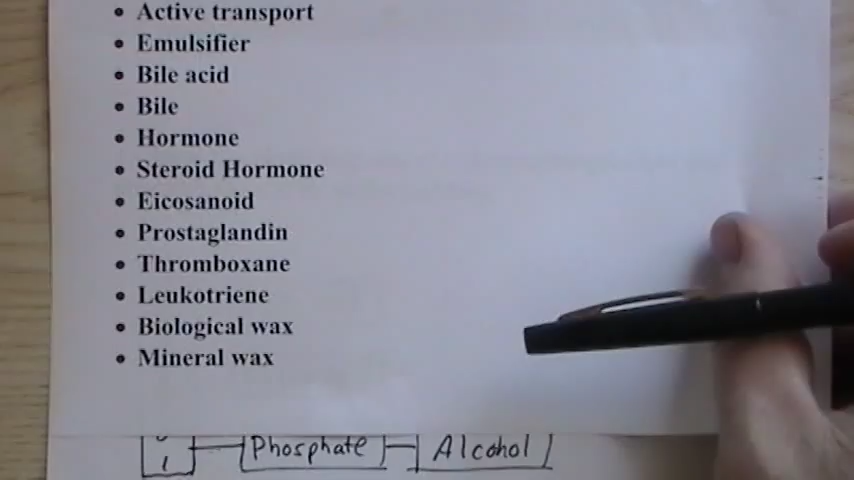 • Active transport
• Emulsifier
• Bile acid
• Bile
• Hormone
• Steroid Hormone
• Eicosanoid
• Prostaglandin
• Thromboxane
• Leukotriene
• Biological wax
• Mineral wax
Phosphate Alcohol